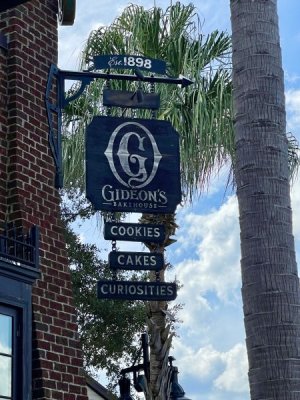 Est. 1898
G
GIDEON'S
BAKEHOUSE
COOKIES
CAKES
CURIOSITIES